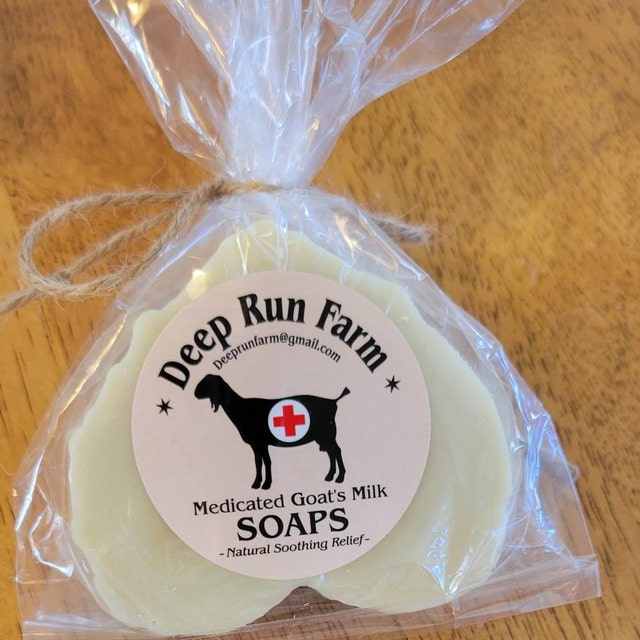 Deep Run Farm
Deeprunfarm@gmail.com
Medicated Goat's Milk
SOAPS
- Natural Soothing Relief -